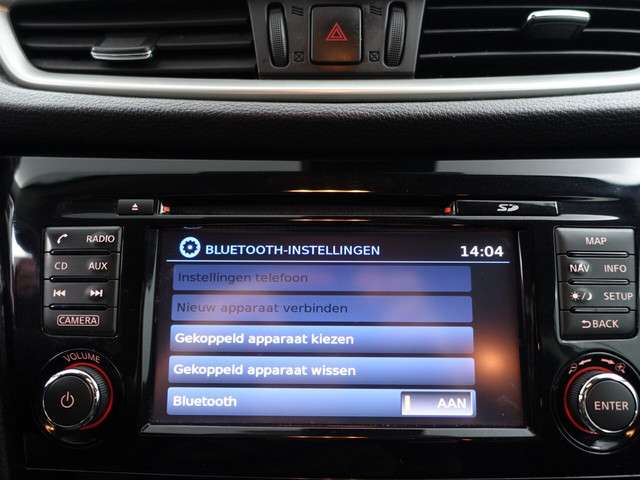 BLUETOOTH-INSTELLINGEN 14:04
Instellingen telefoon
Nieuw apparaat verbinden
Gekoppeld apparaat kiezen
Gekoppeld apparaat wissen
Bluetooth AAN
RADIO
CD AUX
CAMERA
VOLUME
SD
MAP
NAV INFO
SETUP
BACK
ENTER